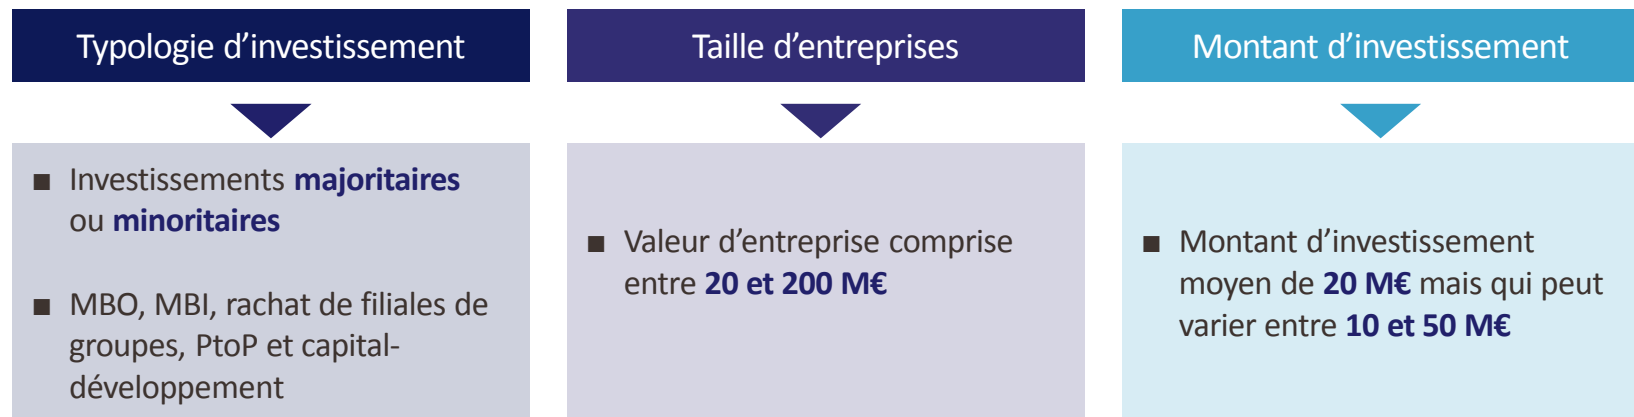 Typologie d’investissement
■ Investissements majoritaires
ou minoritaires
■ MBO, MBI, rachat de filiales de
groupes, PtoP et capital-
développement
Taille d’entreprises
■ Valeur d’entreprise comprise
entre 20 et 200 M€
Montant d’investissement
■ Montant d’investissement
moyen de 20 M€ mais qui peut
varier entre 10 et 50 M€